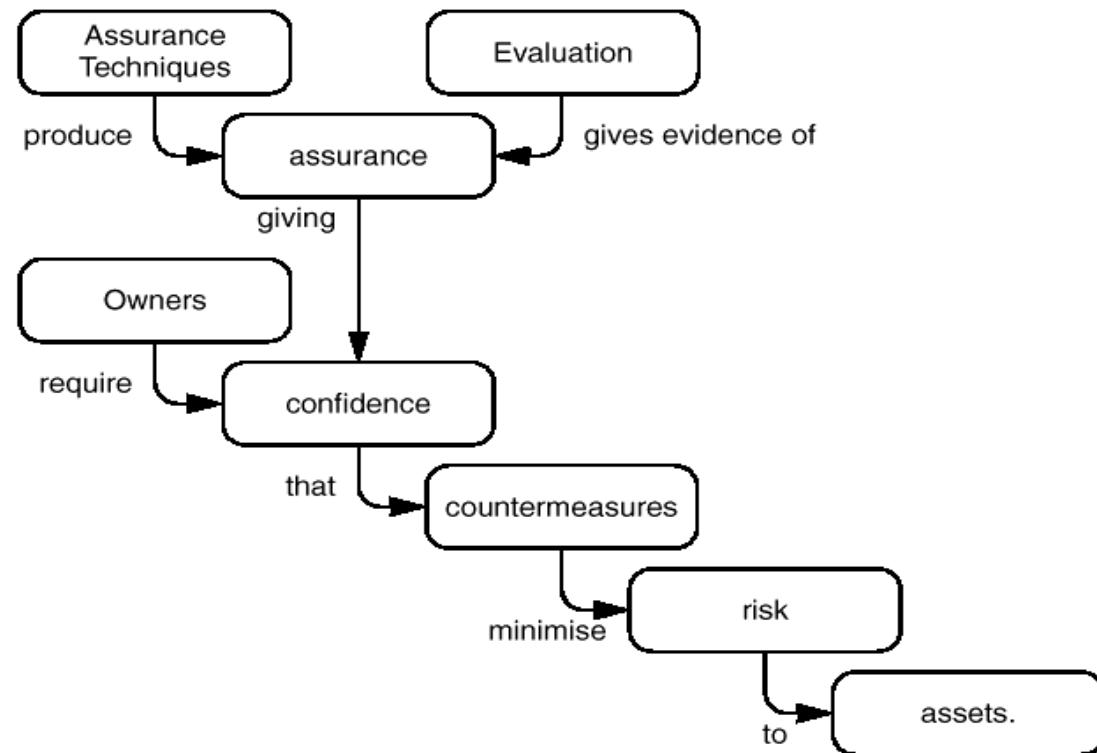 Assurance
Techniques
Evaluation
produce
gives evidence of
assurance
giving
Owners
require
confidence
that
countermeasures
minimise
risk
to
assets.